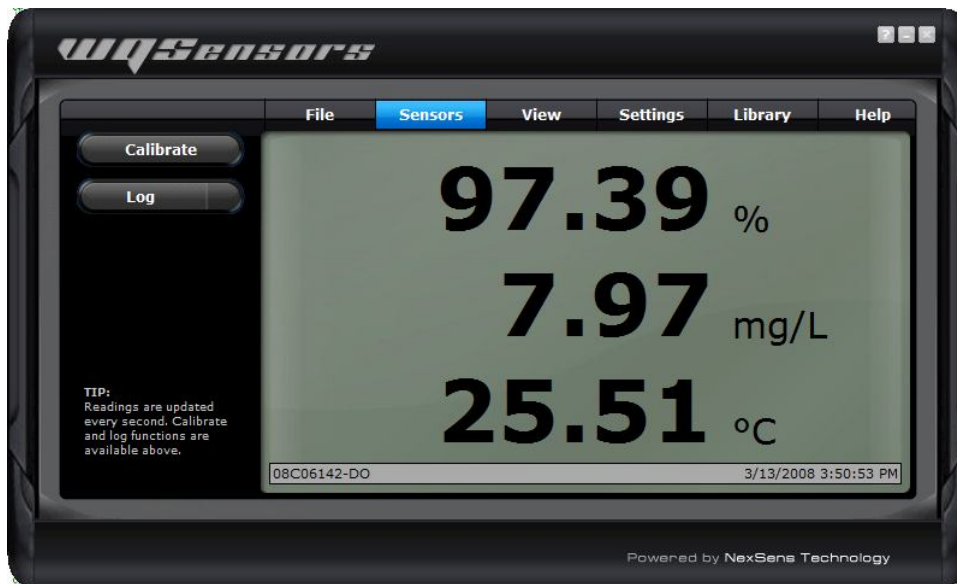 WQSensors
? _ X
File Sensors View Settings Library Help
Calibrate
Log
97.39 %
7.97 mg/L
25.51 °C
TIP:
Readings are updated
every second. Calibrate
and log functions are
available above.
08C06142-DO 3/13/2008 3:50:53 PM
Powered by NexSens Technology